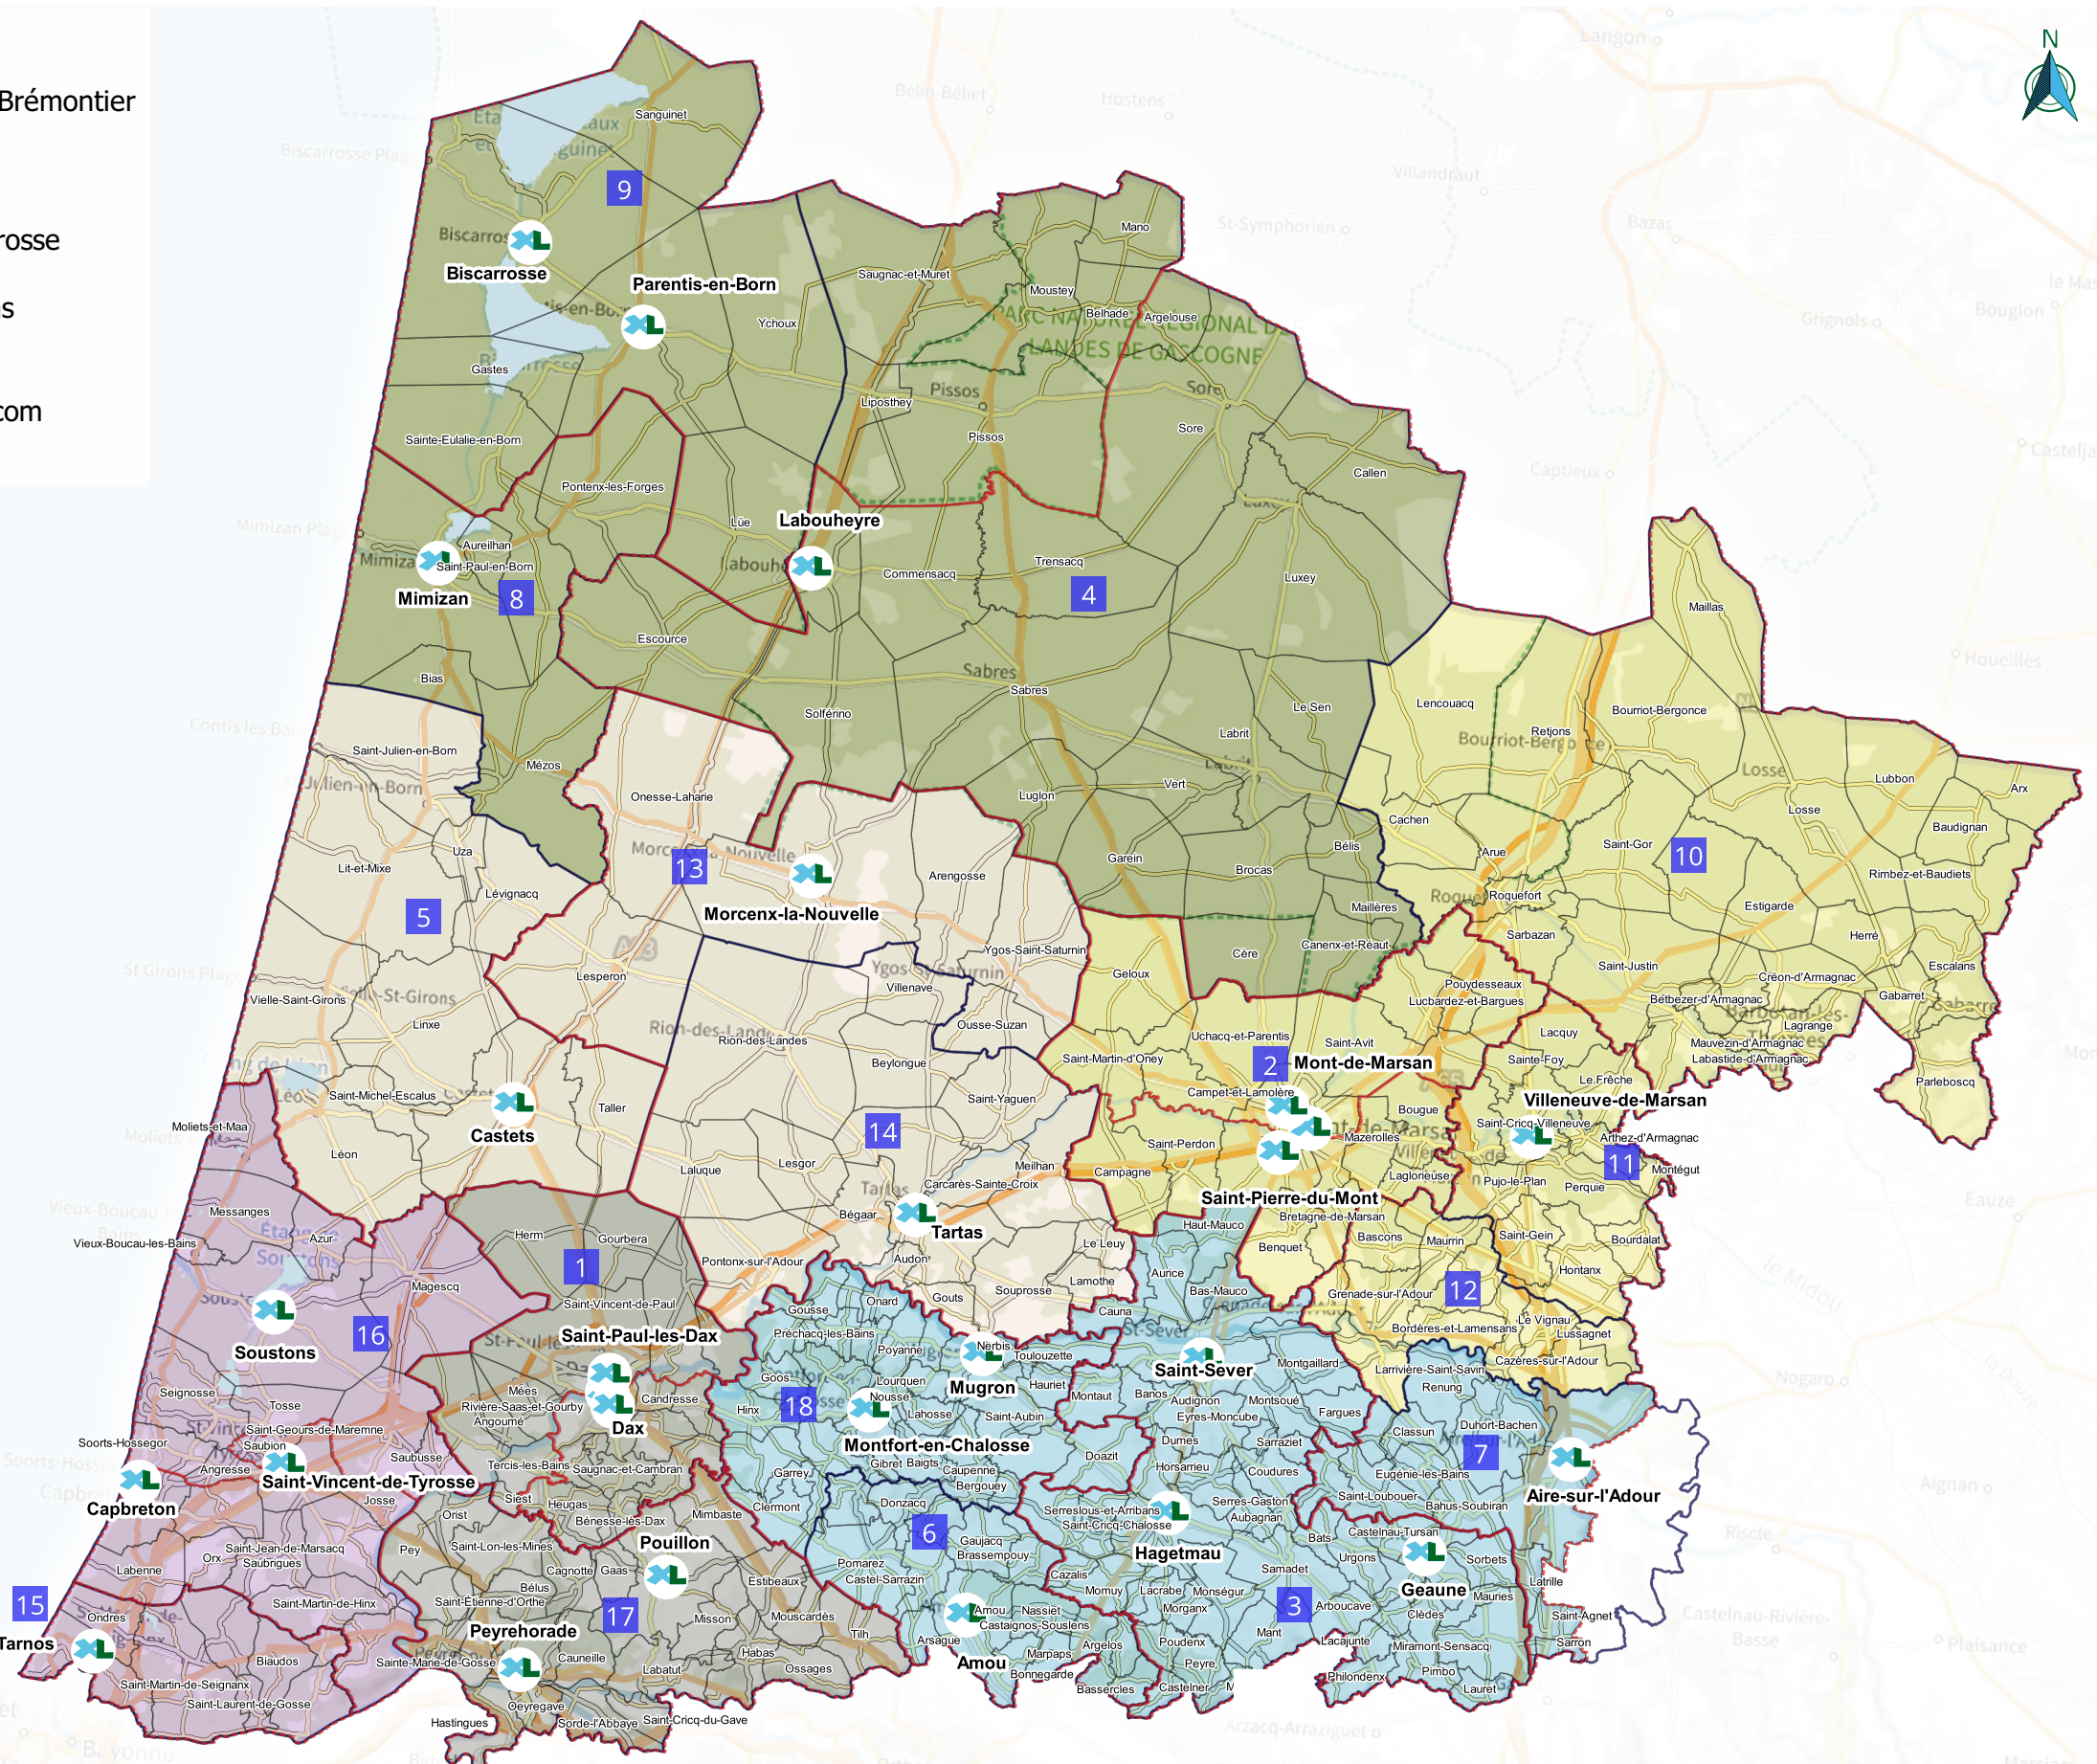 Brémontier
rosse
is
com
N
Langon
Belin-Béliet
Hostens
Biscarrosse Plage
Villandraut
St-Symphorien
Bazas
Grignols
Bouglon
le Mas
Casteljal
Captieux
Houeillès
Mimizan Plage
Contis les Bains
St Girons Plage
Sanguinet
9
Biscarrosse
Parentis-en-Born
Ychoux
Gastes
Sainte-Eulalie-en-Born
Mano
Saugnac-et-Muret
Moustey
Belhade
Argelouse
PARC NATUREL RÉGIONAL DE
LANDES DE GASCOGNE
Pissos
Liposthey
Pissos
Sore
Sore
Callen
Pontenx-les-Forges
Lüe
Labouheyre
Aureilhan
Saint-Paul-en-Born
Mimizan
8
Commensacq
Trensacq
4
Luxey
Escource
Bias
Sabres
Sabres
Solférino
Le Sen
Labrit
Vert
Luglon
Garein
Brocas
Bélis
Maillères
Canenx-et-Réaut
Cère
Mézos
Saint-Julien-en-Born
Uza
Lit-et-Mixe
Lévignacq
5
Onesse-Laharie
13
Morcenx-la-Nouvelle
Arengosse
Ygos-Saint-Saturnin
Lesperon
Villenave
Ousse-Suzan
Vielle-Saint-Girons
Linxe
Saint-Michel-Escalus
Castets
Taller
Léon
Rion-des-Landes
Beylongue
Saint-Yaguen
14
Lesgor
Laluque
Meilhan
Carcarès-Sainte-Croix
Tartas
Bégaar
Tartas
Audon
Le Leuy
Pontonx-sur-l'Adour
Gouts
Souprosse
Lamothe
Maillas
Lencouacq
Retjons
Bourriot-Bergonce
Losse
Lubbon
Arx
Losse
Baudignan
Cachen
Arue
Saint-Gor
10
Rimbez-et-Baudiets
Roquefort
Estigarde
Sarbazan
Herré
Saint-Justin
Créon-d'Armagnac
Escalans
Betbezer-d'Armagnac
Gabarret
Lagrange
Mauvezin-d'Armagnac
Labastide-d'Armagnac
Parleboscq
Geloux
Pouydesseaux
Lucbardez-et-Bargues
Uchacq-et-Parentis
Saint-Avit
Lacquy
Saint-Martin-d'Oney
2
Mont-de-Marsan
Sainte-Foy
Le Frêche
Campet-et-Lamolère
Bougue
Villeneuve-de-Marsan
Saint-Cricq-Villeneuve
Saint-Perdon
Mazerolles
Arthez-d'Armagnac
11
Montégut
Campagne
Laglorieuse
Pujo-le-Plan
Perquie
Saint-Pierre-du-Mont
Bretagne-de-Marsan
Haut-Mauco
Benquet
Bascons
Maurrin
Saint-Gein
Bourdalat
Hontanx
Aurice
Bas-Mauco
12
Grenade-sur-l'Adour
Cauna
Bordères-et-Lamensans
Le Vignau
Lussagnet
Cazères-sur-l'Adour
Larrivière-Saint-Savin
Renung
Moliets-et-Maa
Messanges
Azur
Vieux-Boucau-les-Bains
Magescq
Soustons
16
Seignosse
Tosse
Saint-Geours-de-Maremne
Soorts-Hossegor
Saubion
Angresse
Saubusse
Saint-Vincent-de-Tyrosse
Capbreton
Josse
Labenne
Orx
Saint-Jean-de-Marsacq
Saubrigues
15
Ondres
Saint-Martin-de-Hinx
Tarnos
Biaudos
Saint-Martin-de-Seignanx
Saint-Laurent-de-Gosse
Herm
Gourbera
1
Saint-Vincent-de-Paul
Saint-Paul-les-Dax
Mées
Rivière-Saas-et-Gourby
Candresse
Angoumé
Dax
Tercis-les-Bains
Saugnac-et-Cambran
Siest
Heugas
Orist
Bénesse-lès-Dax
Mimbaste
Saint-Lon-les-Mines
Pouillon
Pey
Cagnotte
Gaas
Bélus
Estibeaux
Saint-Étienne-d'Orthe
17
Mouscardès
Peyrehorade
Misson
Tilh
Sainte-Marie-de-Gosse
Cauneille
Habas
Labatut
Ossages
Oeyregave
Hastingues
Sorde-l'Abbaye
Saint-Cricq-du-Gave
Gousse
Onard
Préchacq-les-Bains
Poyanne
Nerbis
Toulouzette
Goos
Lourquen
Mugron
Hauriet
Hinx
18
Nousse
Lahosse
Saint-Aubin
Montfort-en-Chalosse
Gibret
Baigts
Garrey
Caupenne
Bergouey
Doazit
Clermont
Donzacq
6
Gaujacq
Brassempouy
Pomarez
Castel-Sarrazin
Amou
Nassiet
Castaignos-Souslens
Arsague
Amou
Marpaps
Argelos
Bonnegarde
Bassercles
Saint-Sever
Montgaillard
Montaut
Banos
Audignan
Montsoué
Eyres-Moncube
Fargues
Dumes
Sarraziet
Horsarrieu
Coudures
Serreslous-et-Arribans
Serres-Gaston
Saint-Cricq-Chalosse
Aubagnan
Hagetmau
Cazalis
Samadet
Momuy
Lacrabe
Monségur
Morganx
3
Poudenx
Mant
Peyre
Castelner
Duhort-Bachen
Classun
7
Eugénie-les-Bains
Saint-Loubouer
Bahus-Soubiran
Aire-sur-l'Adour
Bats
Castelnau-Tursan
Urgons
Sorbets
Geaune
Latrille
Mauries
Arboucave
Clèdes
Saint-Agnet
Lacajunte
Miramont-Sensacq
Sarron
Philondenx
Pimbo
Lauret
Eauze
le Midou
Nogaro
Aignan
Riscle
Castelnau-Rivière-
Basse
Plaisance
Arzacq-Arraziguet